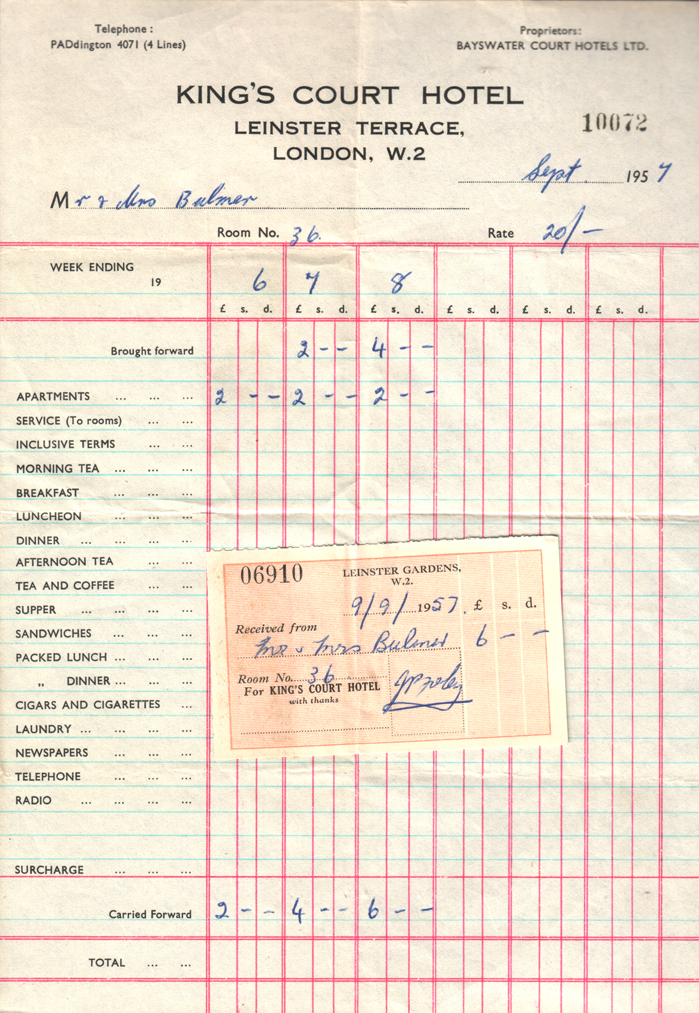 Telephone :
PADdington 4071 (4 Lines)
Proprietors:
BAYSWATER COURT HOTELS LTD.
KING'S COURT HOTEL
LEINSTER TERRACE,
LONDON, W.2
10072
Sept 1957
Mr & Mrs Bulmer
Room No. 36. Rate 20/-
WEEK ENDING
19 6 7 8
£ s. d. £ s. d. £ s. d. £ s. d. £ s. d. £ s. d.
Brought forward 2 - - 4 - -
APARTMENTS ... ... ... 2 - - 2 - - 2 - -
SERVICE (To rooms) ... ...
INCLUSIVE TERMS ... ...
MORNING TEA ... ... ...
BREAKFAST ... ... ...
LUNCHEON ... ... ...
DINNER ... ... ...
AFTERNOON TEA ... ...
TEA AND COFFEE ... ...
SUPPER ... ... ... ...
SANDWICHES ... ... ...
PACKED LUNCH ... ... ...
„ DINNER ... ... ...
CIGARS AND CIGARETTES ...
LAUNDRY ... ... ... ...
NEWSPAPERS ... ... ...
TELEPHONE ... ... ...
RADIO ... ... ... ...
SURCHARGE ... ... ...
Carried Forward 2 - - 4 - - 6 - -
TOTAL ... ...
06910
LEINSTER GARDENS,
W.2.
9/9/1957. £ s. d.
Received from
Mr & Mrs Bulmer 6 - -
Room No. 36
For KING'S COURT HOTEL
with thanks